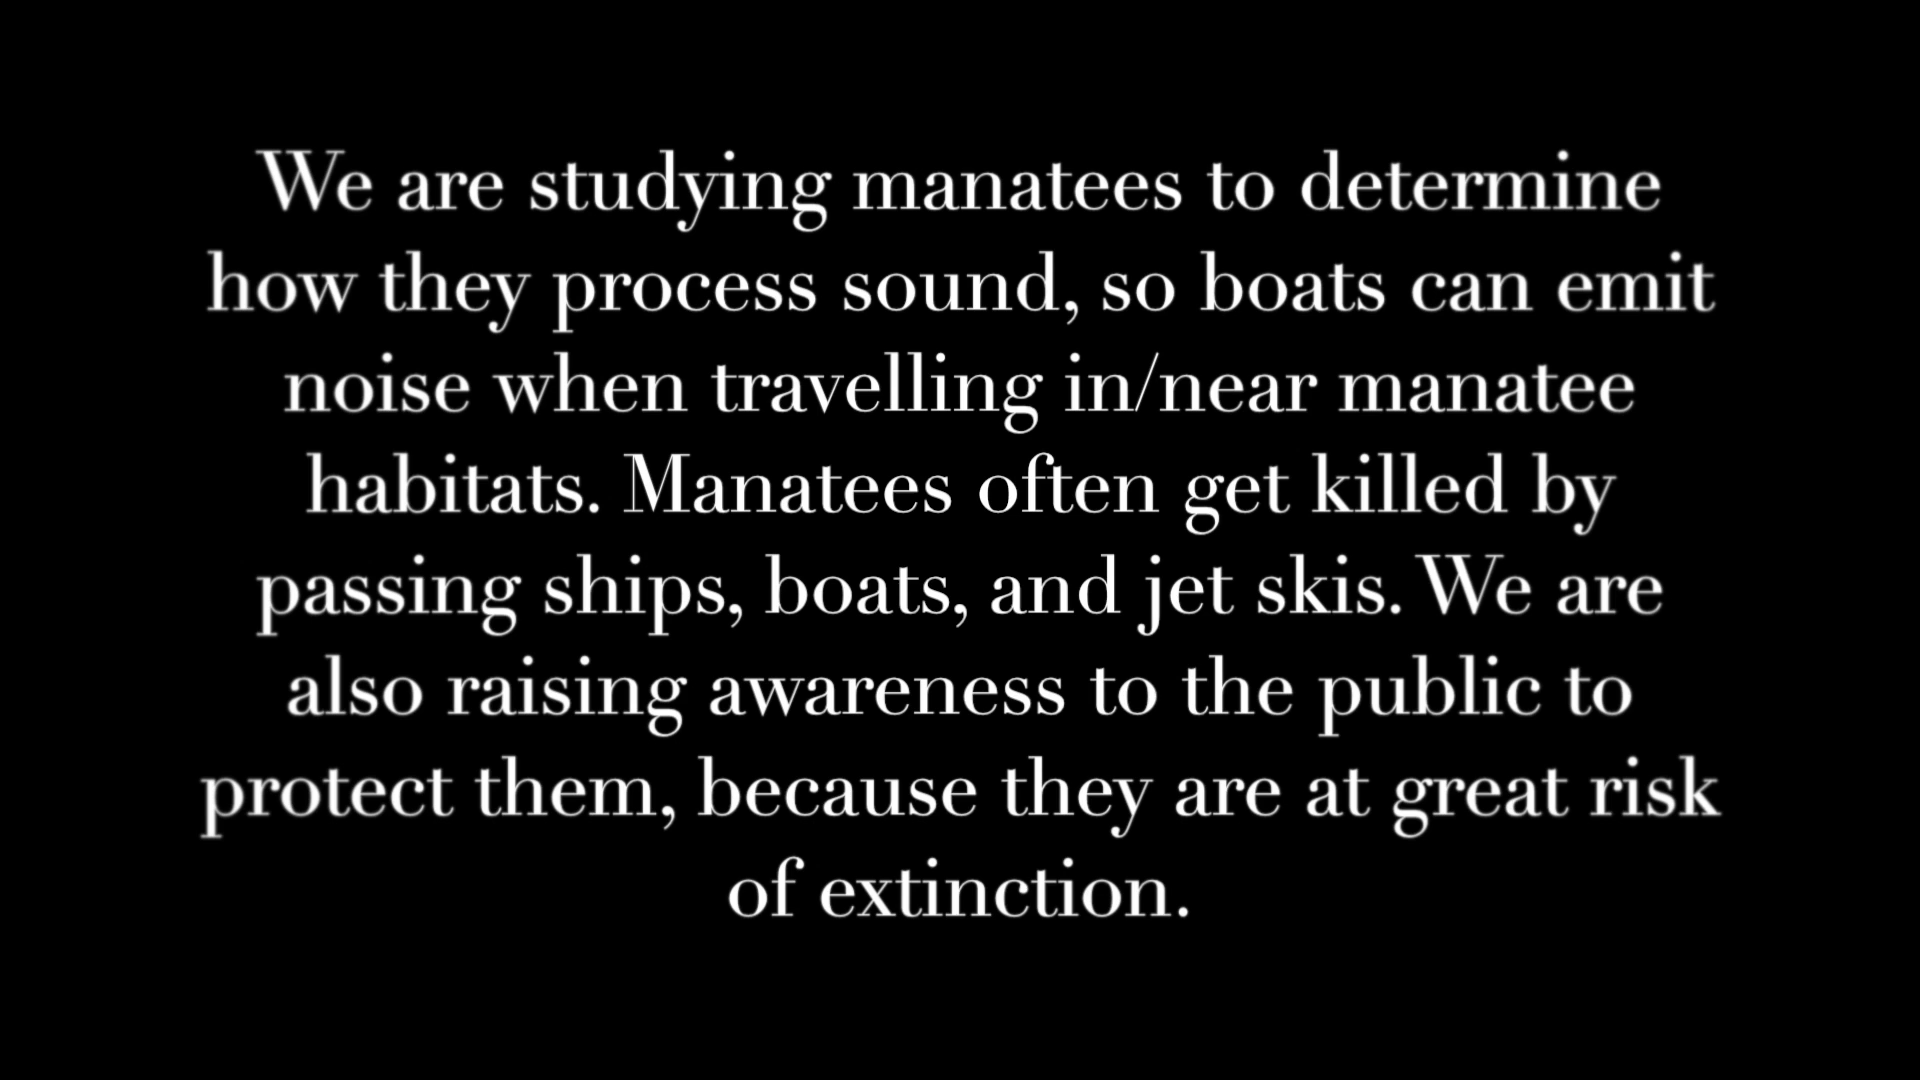 We are studying manatees to determine
how they process sound, so boats can emit
noise when travelling in/near manatee
habitats. Manatees often get killed by
passing ships, boats, and jet skis. We are
also raising awareness to the public to
protect them, because they are at great risk
of extinction.